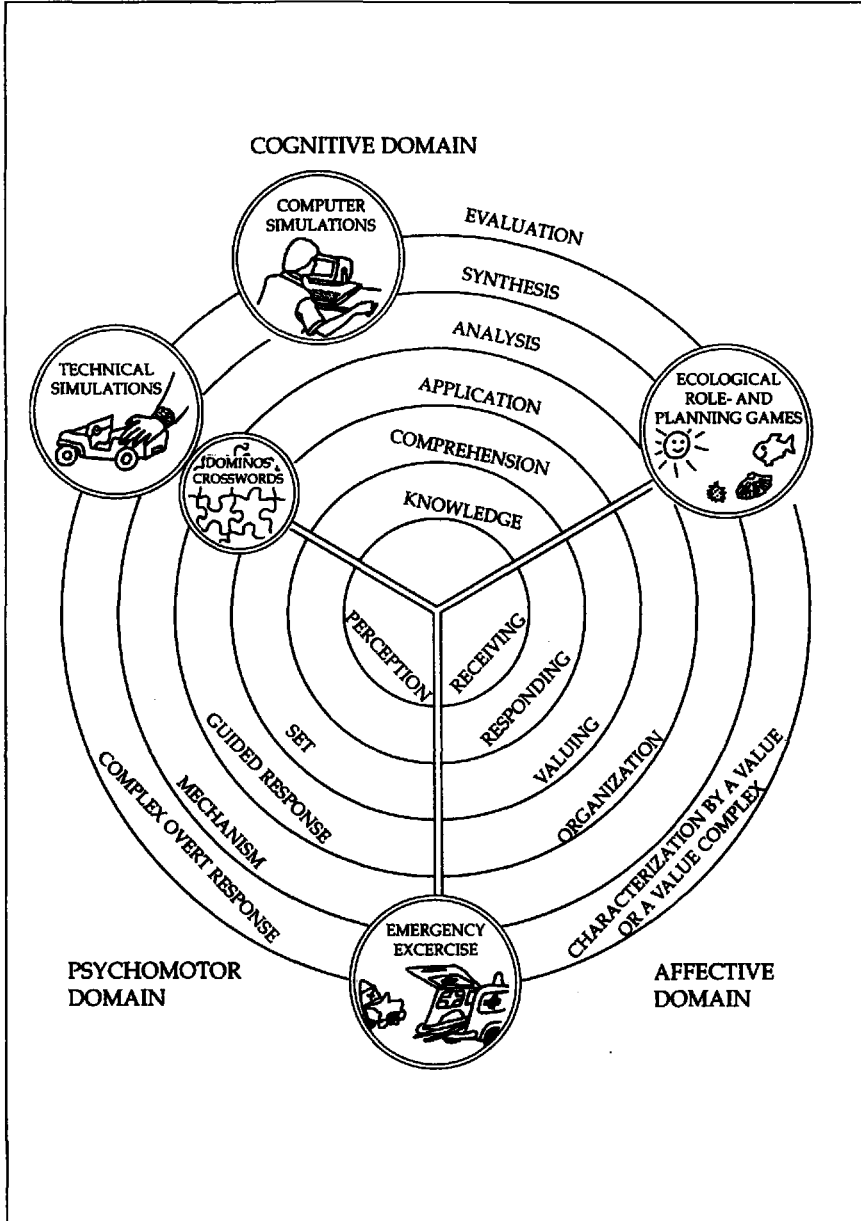 COGNITIVE DOMAIN
COMPUTER
SIMULATIONS
EVALUATION
SYNTHESIS
ANALYSIS
APPLICATION
COMPREHENSION
KNOWLEDGE
TECHNICAL
SIMULATIONS
DOMINOS
CROSSWORDS
ECOLOGICAL
ROLE- AND
PLANNING GAMES
PERCEPTION
RECEIVING
SET
RESPONDING
GUIDED RESPONSE
VALUING
MECHANISM
ORGANIZATION
COMPLEX OVERT RESPONSE
CHARACTERIZATION BY A VALUE
OR A VALUE COMPLEX
EMERGENCY
EXCERCISE
PSYCHOMOTOR
DOMAIN
AFFECTIVE
DOMAIN